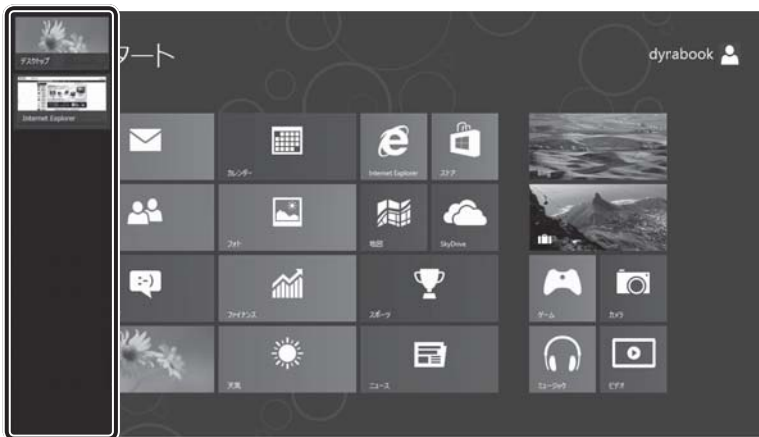 デスクトップ
Internet Explorer
タート
dynabook
カレンダー
Internet Explorer
ストア
フォト
地図
SkyDrive
ファイナンス
スポーツ
ゲーム
カメラ
天気
ニュース
ミュージック
ビデオ